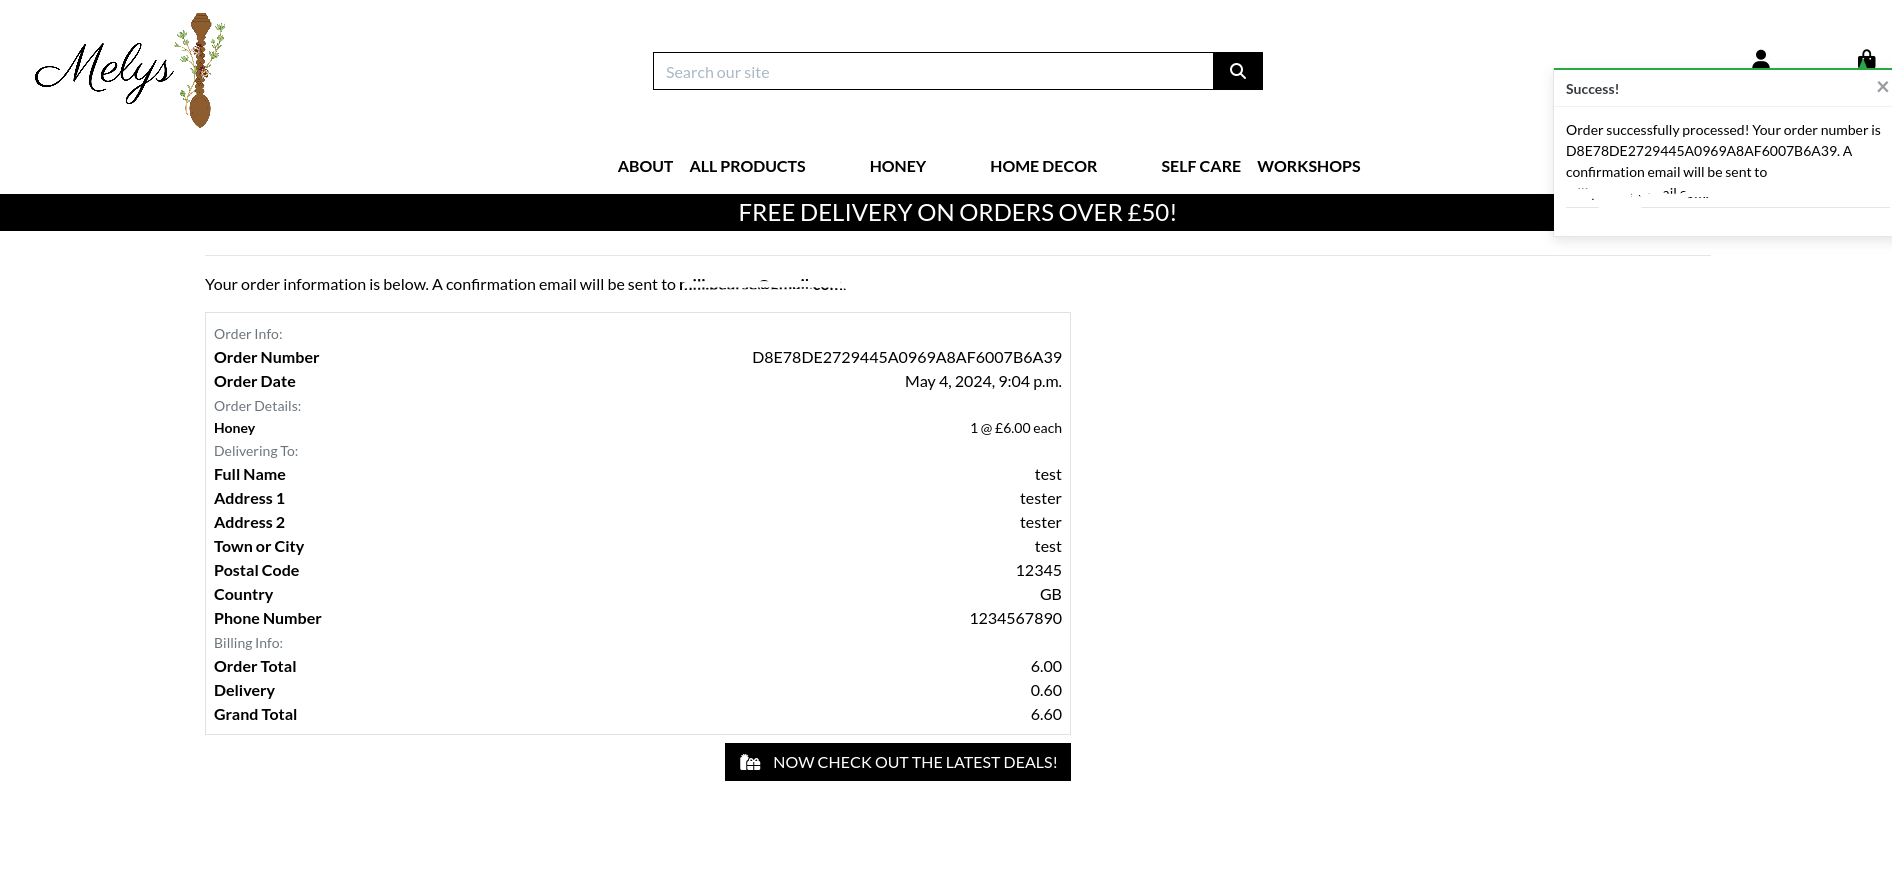 Melys
Search our site
Success!
×
Order successfully processed! Your order number is
D8E78DE2729445A0969A8AF6007B6A39. A
confirmation email will be sent to
ABOUT ALL PRODUCTS HONEY HOME DECOR SELF CARE WORKSHOPS
FREE DELIVERY ON ORDERS OVER £50!
Your order information is below. A confirmation email will be sent to
Order Info:
Order Number D8E78DE2729445A0969A8AF6007B6A39
Order Date May 4, 2024, 9:04 p.m.
Order Details:
Honey 1 @ £6.00 each
Delivering To:
Full Name test
Address 1 tester
Address 2 tester
Town or City test
Postal Code 12345
Country GB
Phone Number 1234567890
Billing Info:
Order Total 6.00
Delivery 0.60
Grand Total 6.60
NOW CHECK OUT THE LATEST DEALS!